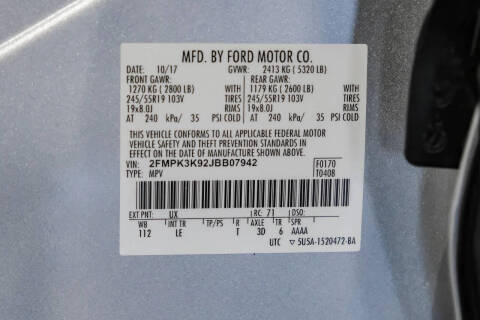 MFD. BY FORD MOTOR CO.
DATE: 10/17 GVWR: 2413 KG ( 5320 LB)
FRONT GAWR: REAR GAWR:
1270 KG ( 2800 LB) WITH 1179 KG ( 2600 LB) WITH
245/55R19 103V TIRES 245/55R19 103V TIRES
19x8.0J RIMS 19x8.0J RIMS
AT 240 kPa/ 35 PSI COLD AT 240 kPa/ 35 PSI COLD
THIS VEHICLE CONFORMS TO ALL APPLICABLE FEDERAL MOTOR
VEHICLE SAFETY AND THEFT PREVENTION STANDARDS IN
EFFECT ON THE DATE OF MANUFACTURE SHOWN ABOVE.
VIN: 2FMPK3K92JBB07942 F0170
TYPE: MPV T0408
EXT PNT: UX RC: 71 DSO:
WB INT TR TP/PS R AXLE TR SPR
112 LE T 3D 6 AAAA
UTC 5USA-1520472-BA